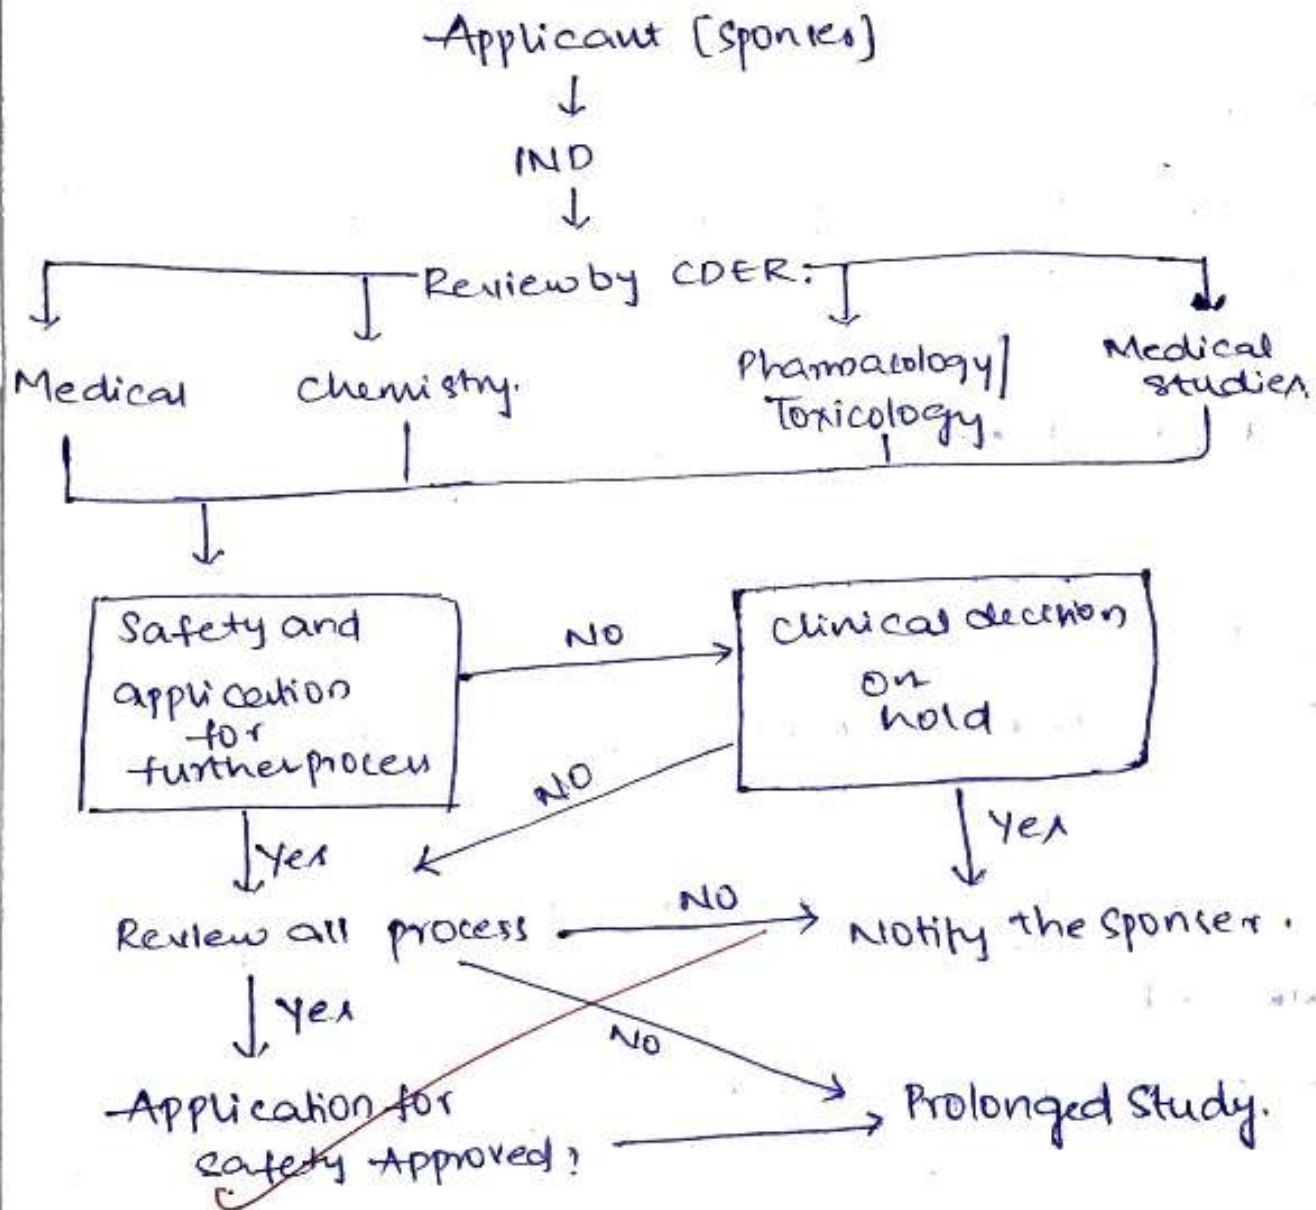 Applicant [Sponser]
IND
Review by CDER:
Medical
Chemistry.
Pharmacology/
Toxicology.
Medical
studies
Safety and
application
for
further process
NO
Clinical decision
on
hold
NO
Yes
Yes
Review all process
NO
Notify the sponser.
Yes
NO
Application for
safety Approved?
Prolonged Study.